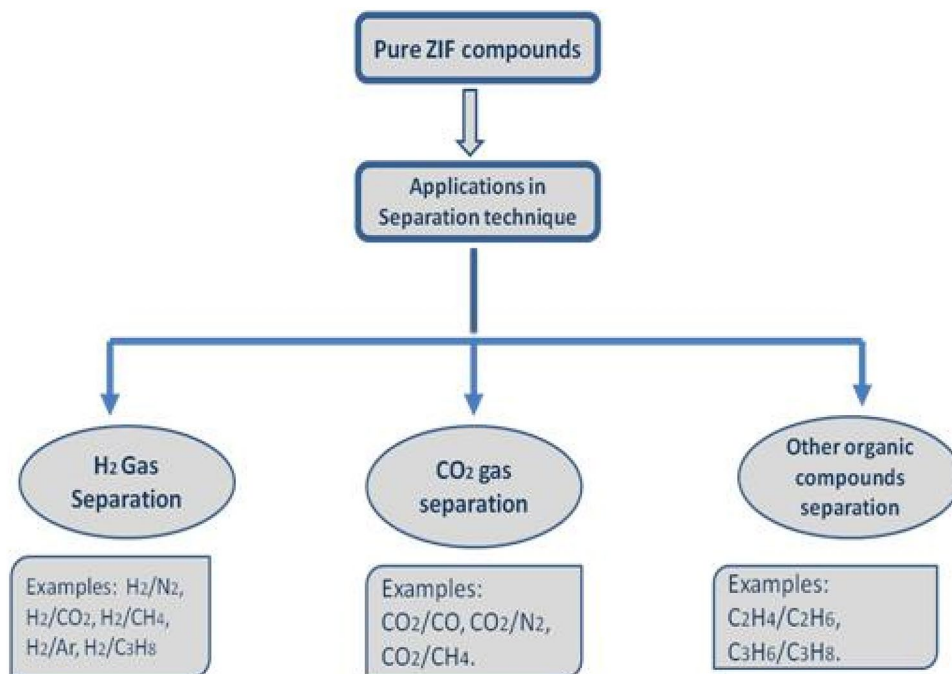 Pure ZIF compounds
Applications in
Separation technique
H₂ Gas
Separation
CO₂ gas
separation
Other organic
compounds
separation
Examples: H₂/N₂,
H₂/CO₂, H₂/CH₄,
H₂/Ar, H₂/C₃H₈
Examples:
CO₂/CO, CO₂/N₂,
CO₂/CH₄.
Examples:
C₂H₄/C₂H₆,
C₃H₆/C₃H₈.